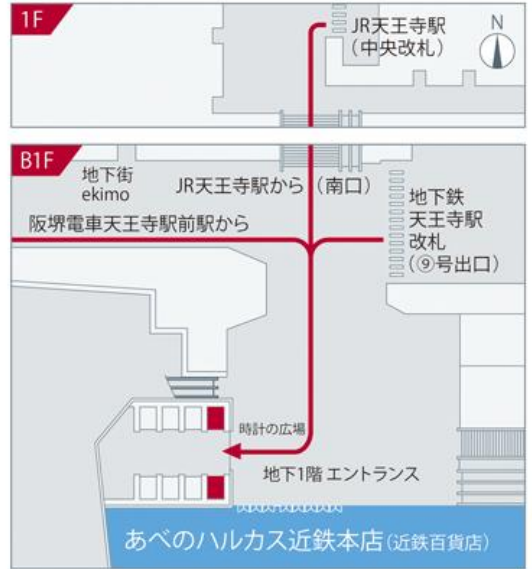 1F
JR天王寺駅
(中央改札)
N
B1F
地下街
ekimo
JR天王寺駅から (南口)
阪堺電車天王寺駅前駅から
地下鉄
天王寺駅
改札
(⑨号出口)
時計の広場
地下1階 エントランス
あべのハルカス近鉄本店(近鉄百貨店)